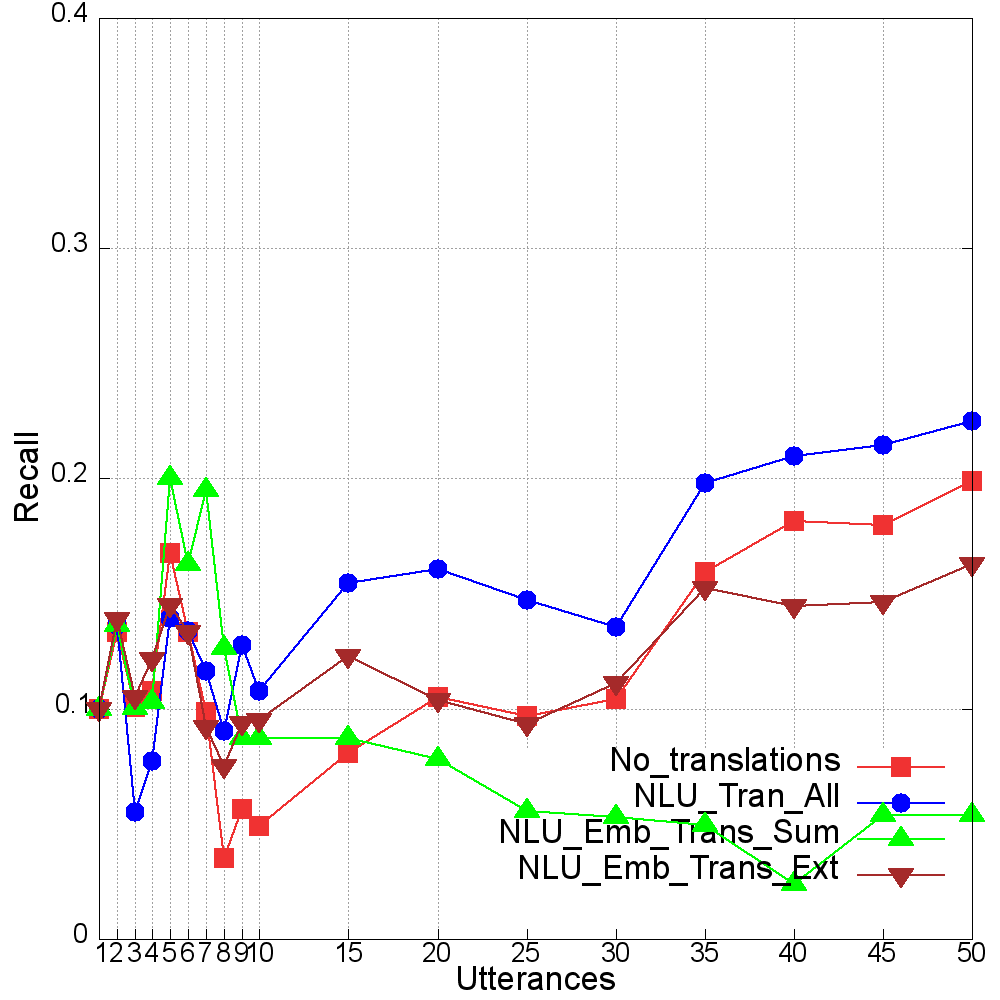 0.4
0.3
0.2
0.1
0
Recall
1 2 3 4 5 6 7 8 9 10 15 20 25 30 35 40 45 50
Utterances
No_translations
NLU_Tran_All
NLU_Emb_Trans_Sum
NLU_Emb_Trans_Ext